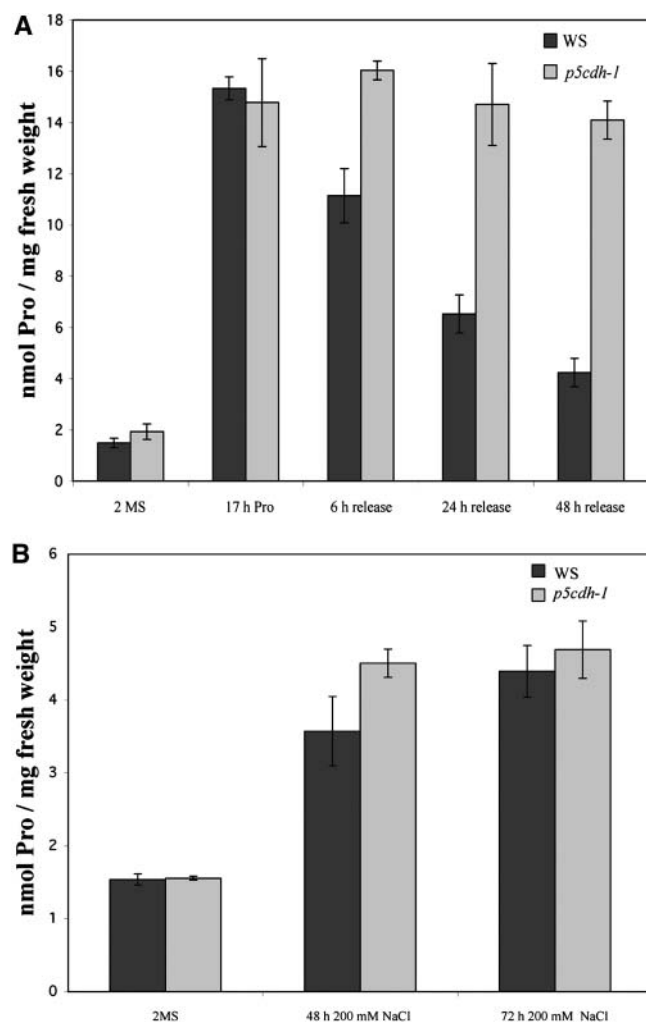 A
18
16
14
12
10
8
6
4
2
0
nmol Pro / mg fresh weight
WS
p5cdh-1
2 MS
17 h Pro
6 h release
24 h release
48 h release
B
6
5
4
3
2
1
0
nmol Pro / mg fresh weight
WS
p5cdh-1
2MS
48 h 200 mM NaCl
72 h 200 mM NaCl